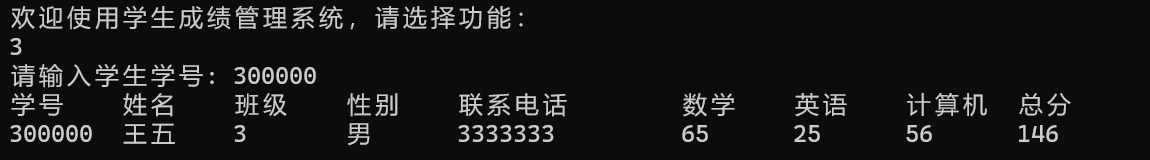 欢迎使用学生成绩管理系统，请选择功能：
3
请输入学生学号：300000
学号 姓名 班级 性别 联系电话 数学 英语 计算机 总分
300000 王五 3 男 3333333 65 25 56 146